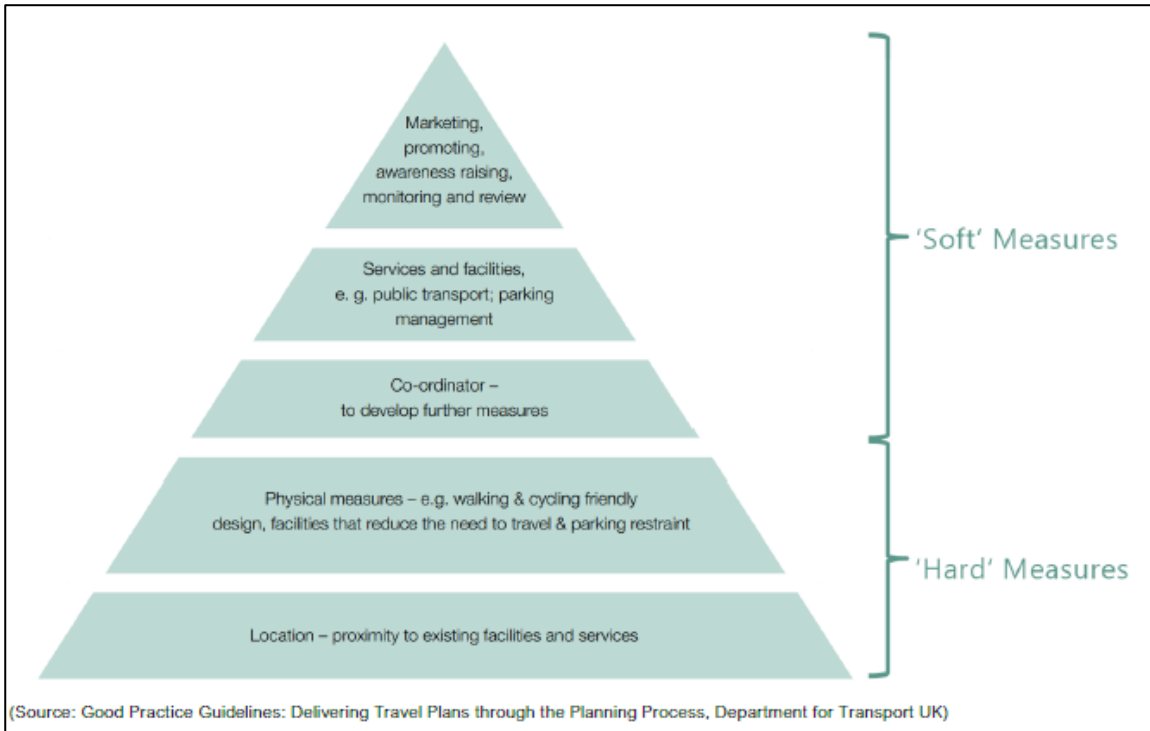 Marketing,
promoting,
awareness raising,
monitoring and review
Services and facilities,
e. g. public transport; parking
management
Co-ordinator –
to develop further measures
Physical measures – e.g. walking & cycling friendly
design, facilities that reduce the need to travel & parking restraint
Location – proximity to existing facilities and services
'Soft' Measures
'Hard' Measures
(Source: Good Practice Guidelines: Delivering Travel Plans through the Planning Process, Department for Transport UK)